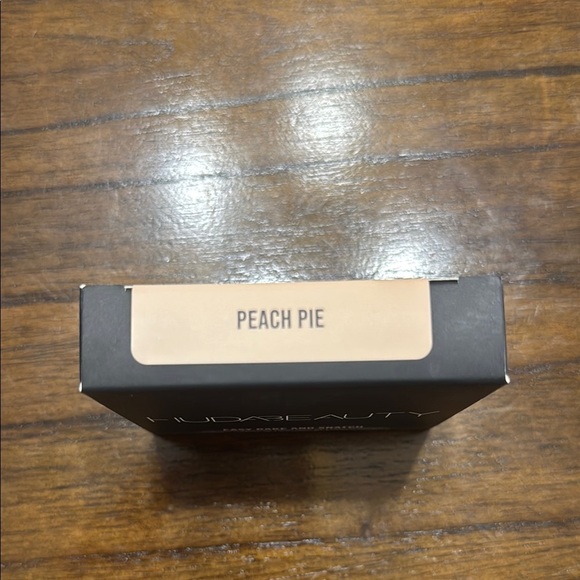 PEACH PIE
HUDABEAUTY
EASY BAKE AND SNATCH